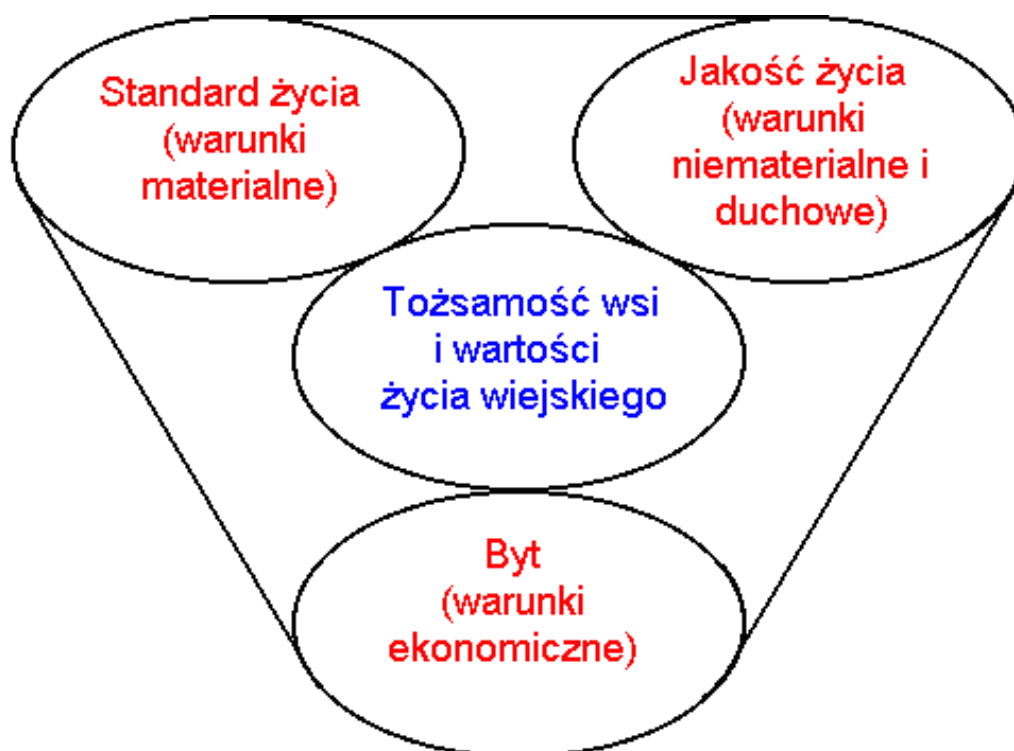 Standard życia
(warunki
materialne)
Jakość życia
(warunki
niematerialne i
duchowe)
Tożsamość wsi
i wartości
życia wiejskiego
Byt
(warunki
ekonomiczne)